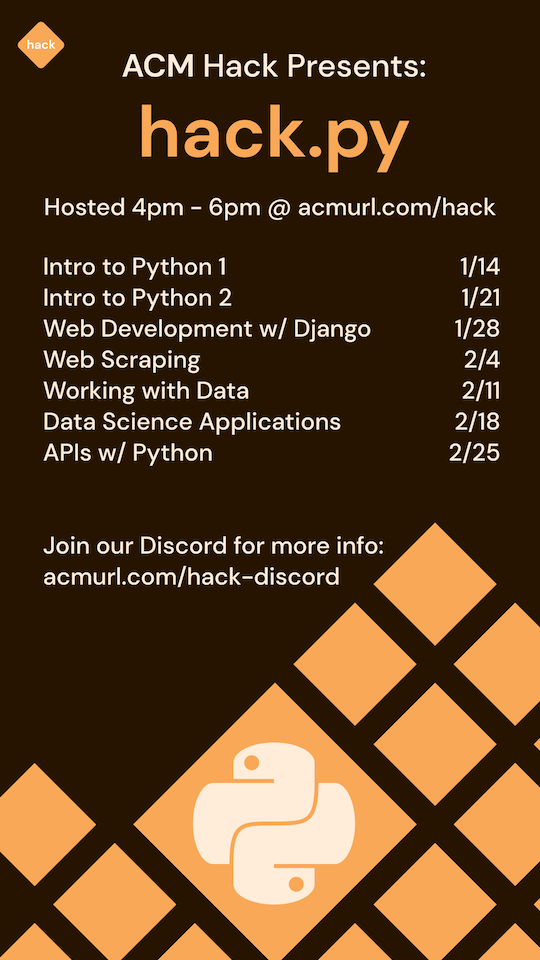 hack
ACM Hack Presents:
hack.py
Hosted 4pm - 6pm @ acmurl.com/hack
Intro to Python 1 1/14
Intro to Python 2 1/21
Web Development w/ Django 1/28
Web Scraping 2/4
Working with Data 2/11
Data Science Applications 2/18
APIs w/ Python 2/25
Join our Discord for more info:
acmurl.com/hack-discord